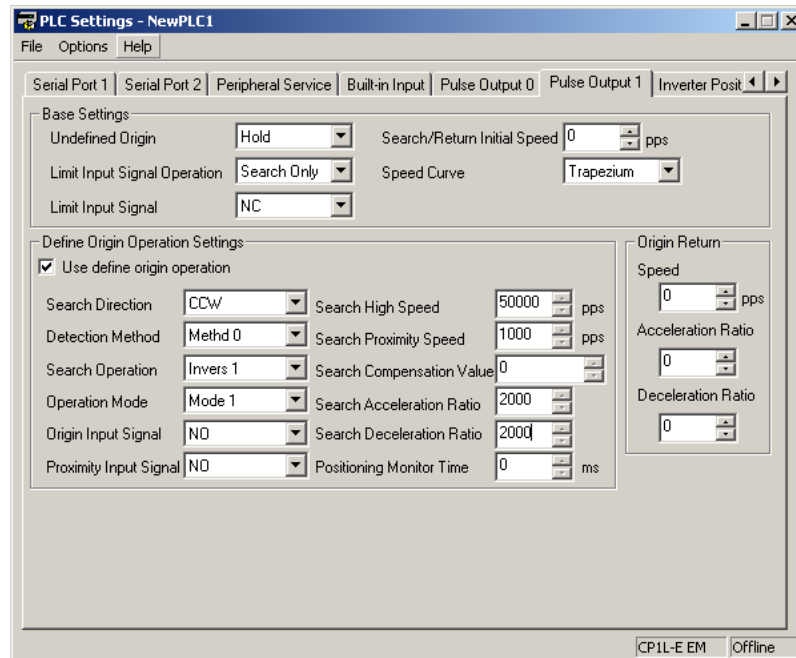 PLC Settings - NewPLC1
File Options Help
Serial Port 1 Serial Port 2 Peripheral Service Built-in Input Pulse Output 0 Pulse Output 1 Inverter Posit
Base Settings
Undefined Origin Hold Search/Return Initial Speed 0 pps
Limit Input Signal Operation Search Only Speed Curve Trapezium
Limit Input Signal NC
Define Origin Operation Settings
Use define origin operation
Search Direction CCW Search High Speed 50000 pps
Detection Method Methd 0 Search Proximity Speed 1000 pps
Search Operation Invers 1 Search Compensation Value 0
Operation Mode Mode 1 Search Acceleration Ratio 2000
Origin Input Signal NO Search Deceleration Ratio 2000
Proximity Input Signal NO Positioning Monitor Time 0 ms
Origin Return
Speed
0 pps
Acceleration Ratio
0
Deceleration Ratio
0
CP1L-E EM Offline